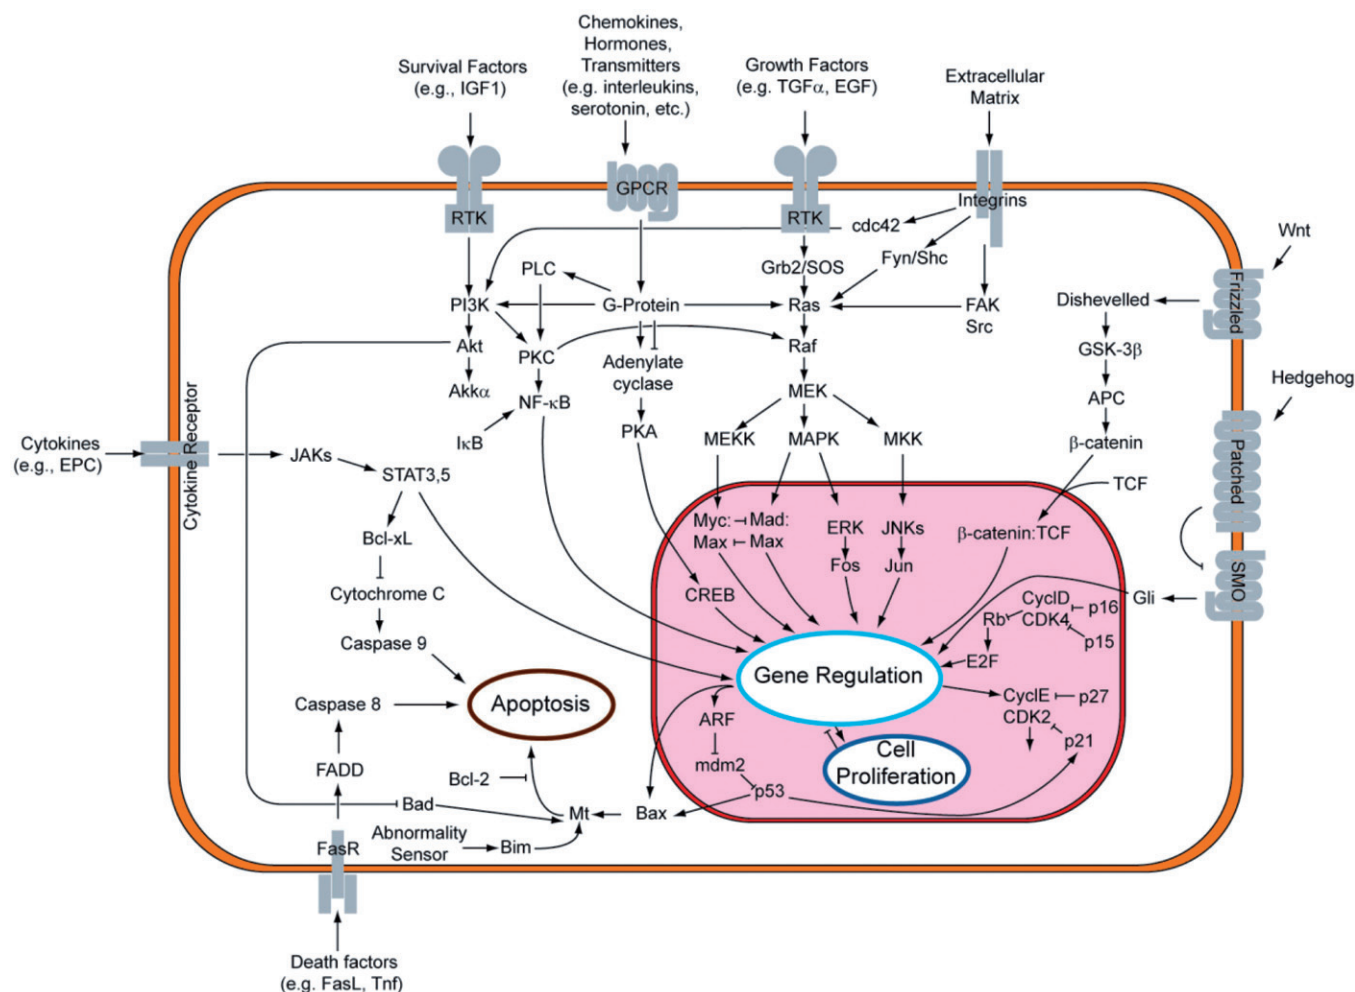 Chemokines,
Hormones,
Transmitters
(e.g. interleukins,
serotonin, etc.)
Survival Factors
(e.g., IGF1)
Growth Factors
(e.g. TGFα, EGF)
Extracellular
Matrix
RTK
GPCR
RTK
Integrins
cdc42
Grb2/SOS
Fyn/Shc
Wnt
Frizzled
PLC
PI3K
G-Protein
Ras
FAK
Src
Dishevelled
Akt
PKC
Adenylate
cyclase
Raf
GSK-3β
Akkα
NF-κB
MEK
APC
Hedgehog
IκB
PKA
MEKK
MAPK
MKK
β-catenin
Patched
Cytokines
(e.g., EPC)
Cytokine Receptor
JAKs
STAT3,5
TCF
Bcl-xL
Myc:
Max
Mad:
Max
ERK
JNKs
β-catenin:TCF
Fos
Jun
SMO
Cytochrome C
CREB
Gli
CyclD
CDK4
p16
Rb
p15
Caspase 9
E2F
Gene Regulation
Caspase 8
Apoptosis
CyclE
CDK2
p27
ARF
p21
Cell
Proliferation
FADD
Bcl-2
mdm2
p53
Bad
Mt
Bax
Abnormality
Sensor
Bim
FasR
Death factors
(e.g. FasL, Tnf)